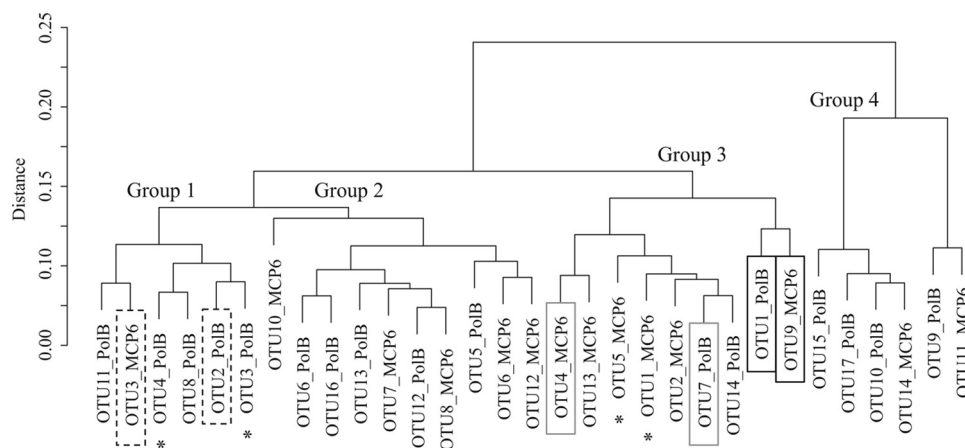 0.25
0.20
0.15
0.10
0.00
Distance
Group 4
Group 3
Group 1
Group 2
OTU11_PolB
OTU3_MCP6
OTU4_PolB
*
OTU8_PolB
OTU2_PolB
OTU3_PolB
*
OTU10_MCP6
OTU6_PolB
OTU16_PolB
OTU13_PolB
OTU7_MCP6
OTU12_PolB
OTU8_MCP6
OTU5_PolB
OTU6_MCP6
OTU12_MCP6
OTU4_MCP6
OTU13_MCP6
OTU5_MCP6
*
OTU1_MCP6
*
OTU2_MCP6
OTU7_PolB
OTU14_PolB
OTU1_PolB
OTU9_MCP6
OTU15_PolB
OTU17_PolB
OTU10_PolB
OTU14_MCP6
OTU9_PolB
OTU11_MCP6